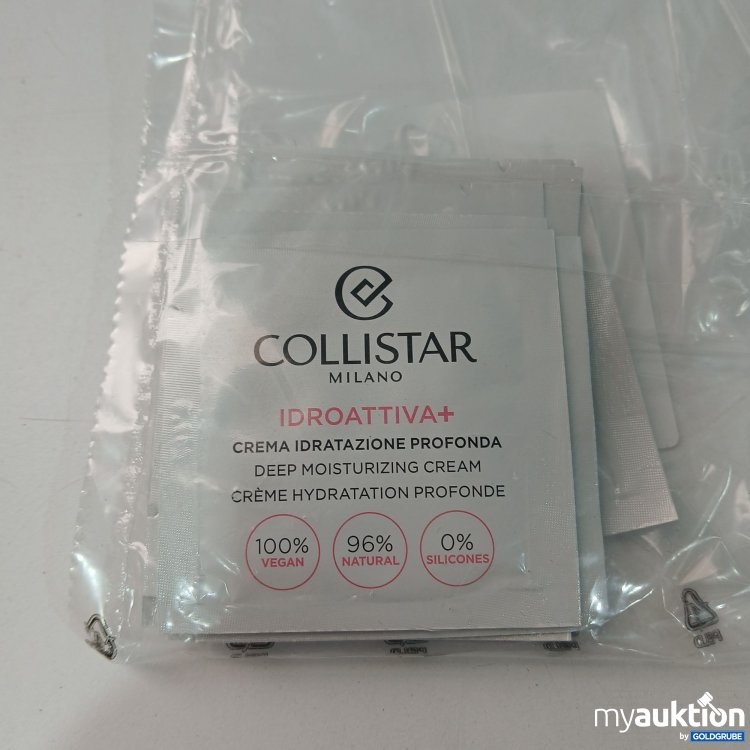 COLLISTAR
MILANO
IDROATTIVA+
CREMA IDRATAZIONE PROFONDA
DEEP MOISTURIZING CREAM
CRÈME HYDRATATION PROFONDE
100%
VEGAN
96%
NATURAL
0%
SILICONES
myauktion
by GOLDGRUBE